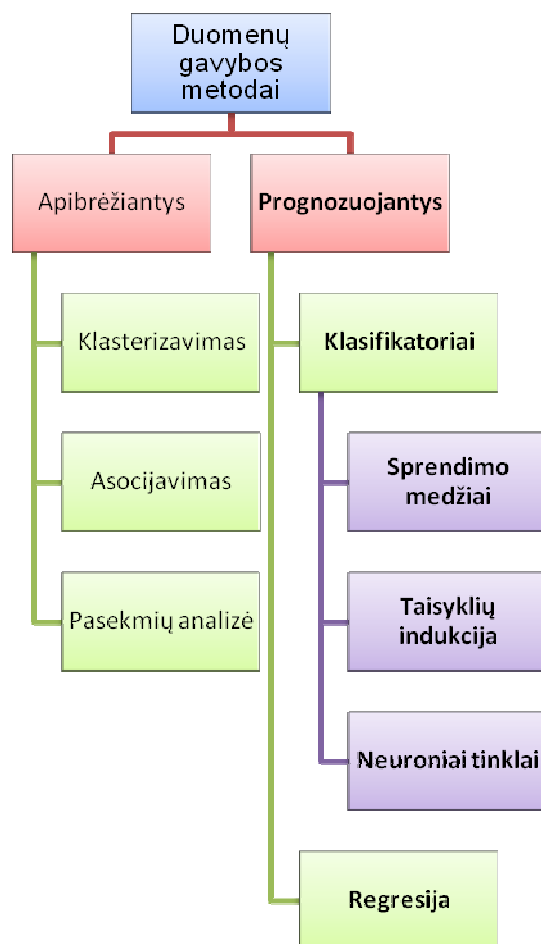 Duomenų
gavybos
metodai
Apibrėžiantys
Prognozuojantys
Klasterizavimas
Klasifikatoriai
Asocijavimas
Sprendimo
medžiai
Pasekmių analizė
Taisyklių
indukcija
Neuroniai tinklai
Regresija